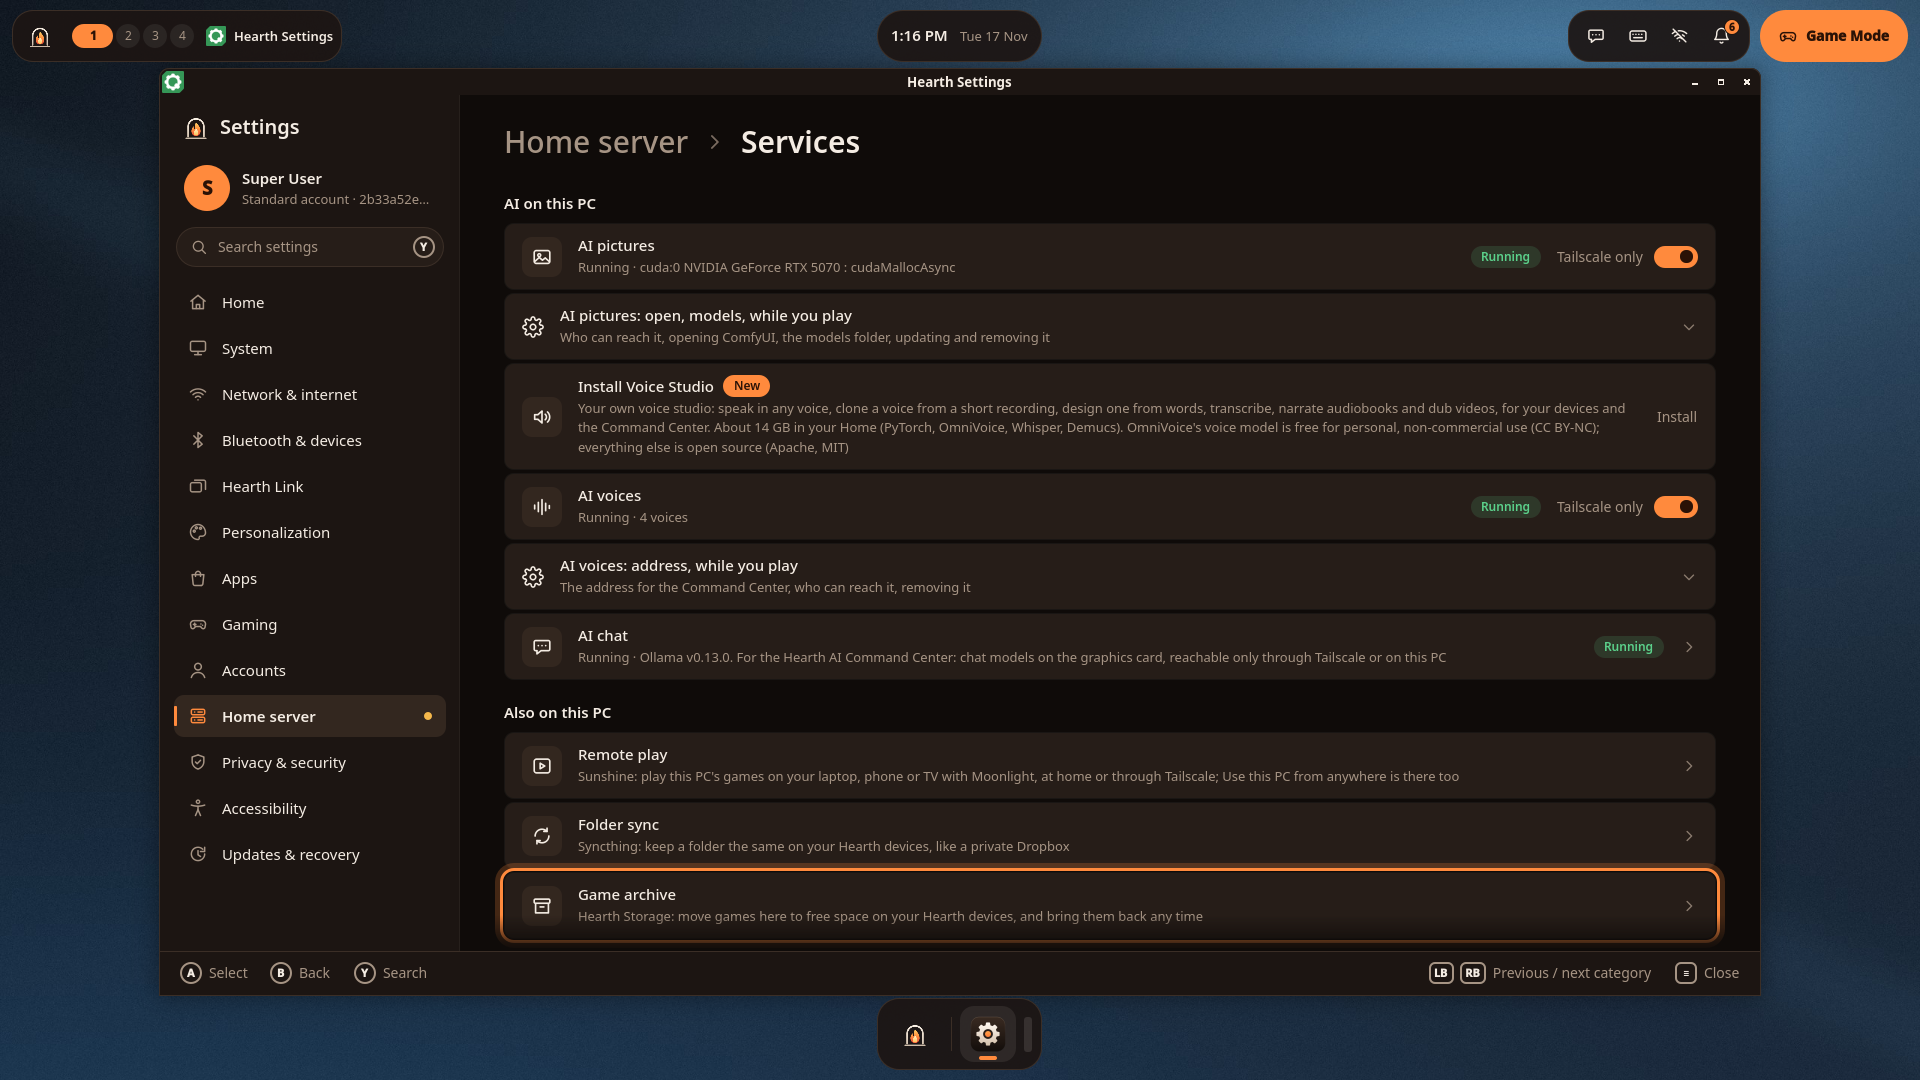 1 2 3 4 Hearth Settings
1:16 PM Tue 17 Nov
6
Game Mode
Hearth Settings
Settings
S
Super User
Standard account · 2b33a52e...
Search settings Y
Home
System
Network & internet
Bluetooth & devices
Hearth Link
Personalization
Apps
Gaming
Accounts
Home server
Privacy & security
Accessibility
Updates & recovery
Home server > Services
AI on this PC
AI pictures
Running · cuda:0 NVIDIA GeForce RTX 5070 : cudaMallocAsync
Running Tailscale only
AI pictures: open, models, while you play
Who can reach it, opening ComfyUI, the models folder, updating and removing it
Install Voice Studio New
Your own voice studio: speak in any voice, clone a voice from a short recording, design one from words, transcribe, narrate audiobooks and dub videos, for your devices and
the Command Center. About 14 GB in your Home (PyTorch, OmniVoice, Whisper, Demucs). OmniVoice's voice model is free for personal, non-commercial use (CC BY-NC);
everything else is open source (Apache, MIT)
Install
AI voices
Running · 4 voices
Running Tailscale only
AI voices: address, while you play
The address for the Command Center, who can reach it, removing it
AI chat
Running · Ollama v0.13.0. For the Hearth AI Command Center: chat models on the graphics card, reachable only through Tailscale or on this PC
Running
Also on this PC
Remote play
Sunshine: play this PC's games on your laptop, phone or TV with Moonlight, at home or through Tailscale; Use this PC from anywhere is there too
Folder sync
Syncthing: keep a folder the same on your Hearth devices, like a private Dropbox
Game archive
Hearth Storage: move games here to free space on your Hearth devices, and bring them back any time
A Select B Back Y Search
LB RB Previous / next category ≡ Close